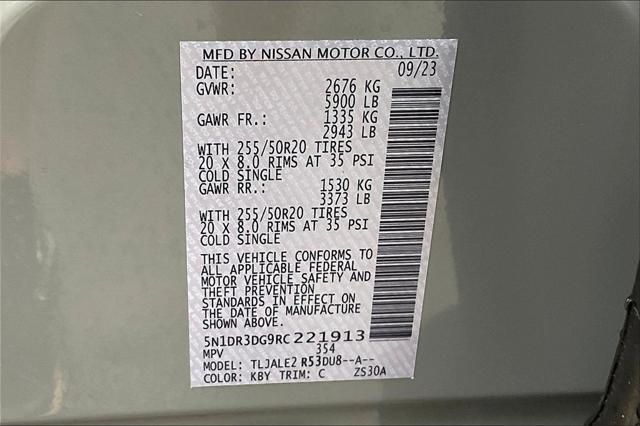 MFD BY NISSAN MOTOR CO., LTD.
DATE: 09/23
GVWR: 2676 KG
5900 LB
GAWR FR.: 1335 KG
2943 LB
WITH 255/50R20 TIRES
20 X 8.0 RIMS AT 35 PSI
COLD SINGLE
GAWR RR.: 1530 KG
3373 LB
WITH 255/50R20 TIRES
20 X 8.0 RIMS AT 35 PSI
COLD SINGLE
THIS VEHICLE CONFORMS TO
ALL APPLICABLE FEDERAL
MOTOR VEHICLE SAFETY AND
THEFT PREVENTION
STANDARDS IN EFFECT ON
THE DATE OF MANUFACTURE
SHOWN ABOVE.
5N1DR3DG9RC221913
MPV 354
MODEL: TLJALE2 R53DU8--A--
COLOR: KBY TRIM: C ZS30A